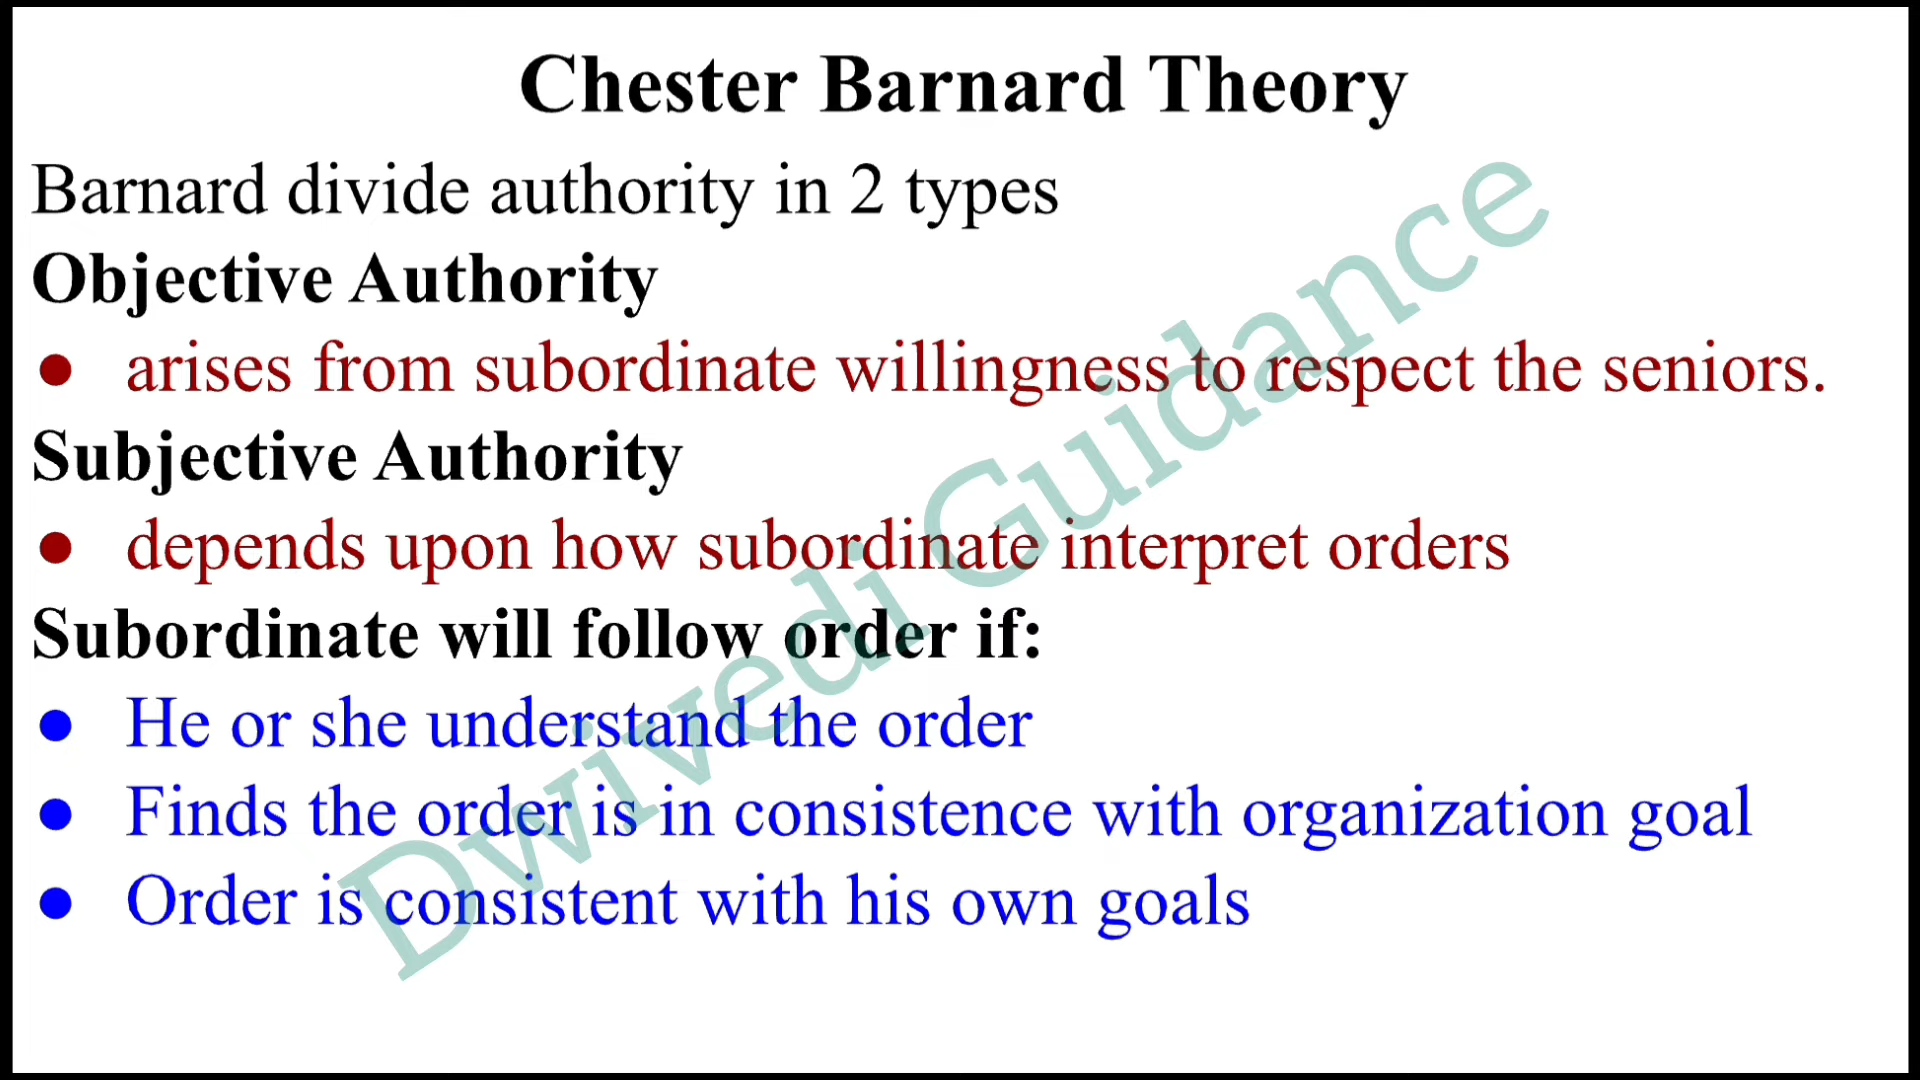 Chester Barnard Theory
Barnard divide authority in 2 types
Objective Authority
● arises from subordinate willingness to respect the seniors.
Subjective Authority
● depends upon how subordinate interpret orders
Subordinate will follow order if:
● He or she understand the order
● Finds the order is in consistence with organization goal
● Order is consistent with his own goals
Dwivedi Guidance